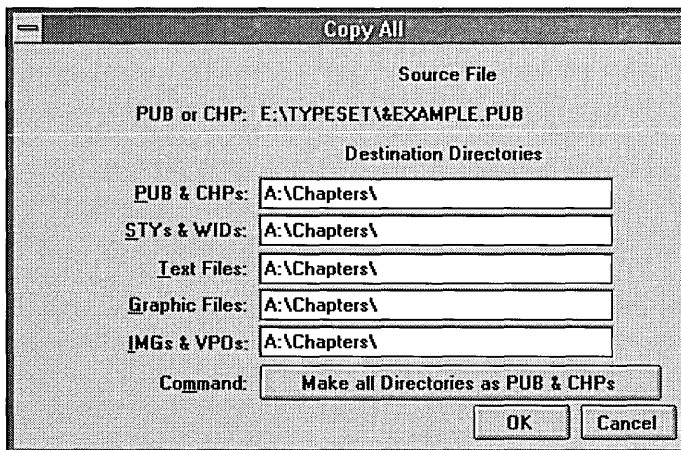 Copy All
Source File
PUB or CHP: E:\TYPESET\&EXAMPLE.PUB
Destination Directories
PUB & CHPs: A:\Chapters\
STYs & WIDs: A:\Chapters\
Text Files: A:\Chapters\
Graphic Files: A:\Chapters\
IMGs & VPOs: A:\Chapters\
Command: Make all Directories as PUB & CHPs
OK Cancel